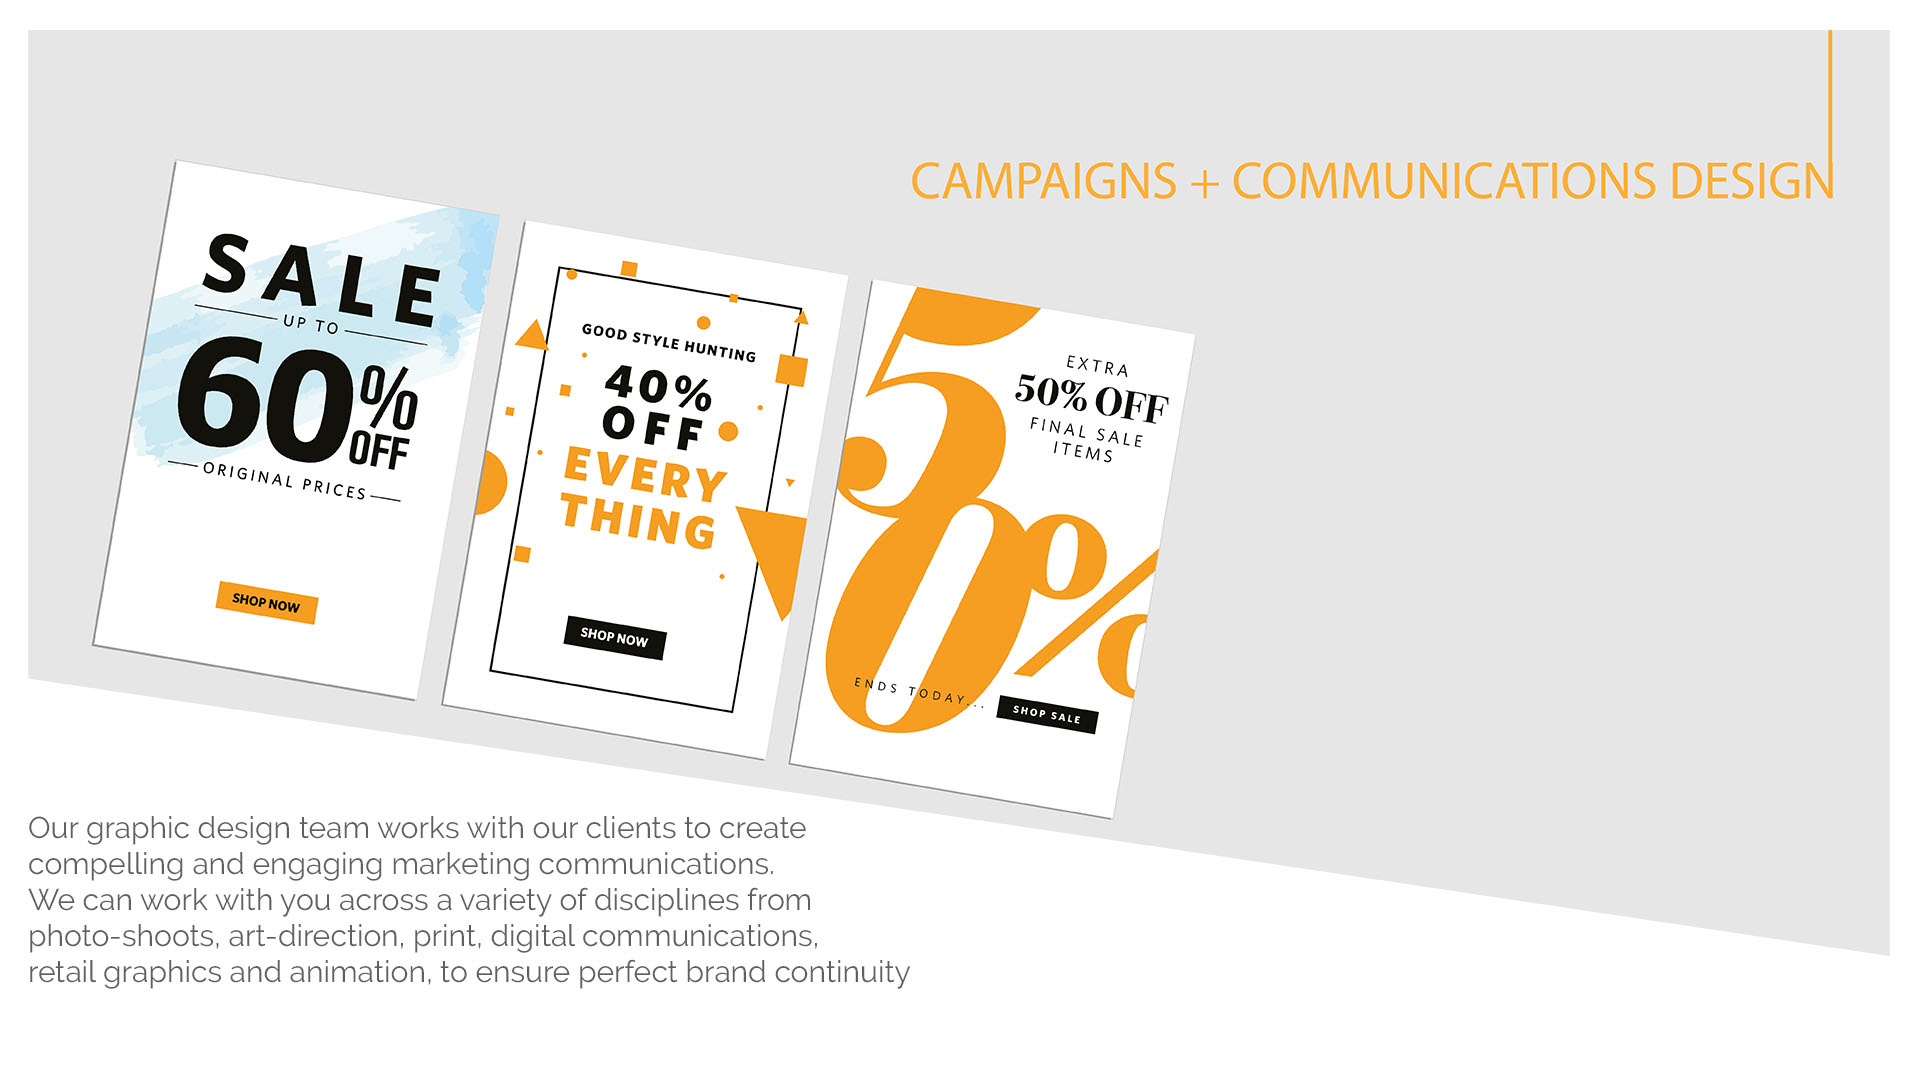 CAMPAIGNS + COMMUNICATIONS DESIGN
SALE
UP TO
60%
OFF
ORIGINAL PRICES
SHOP NOW
GOOD STYLE HUNTING
40%
OFF
EVERY
THING
SHOP NOW
50%
EXTRA
50% OFF
FINAL SALE
ITEMS
ENDS TODAY...
SHOP SALE
Our graphic design team works with our clients to create
compelling and engaging marketing communications.
We can work with you across a variety of disciplines from
photo-shoots, art-direction, print, digital communications,
retail graphics and animation, to ensure perfect brand continuity